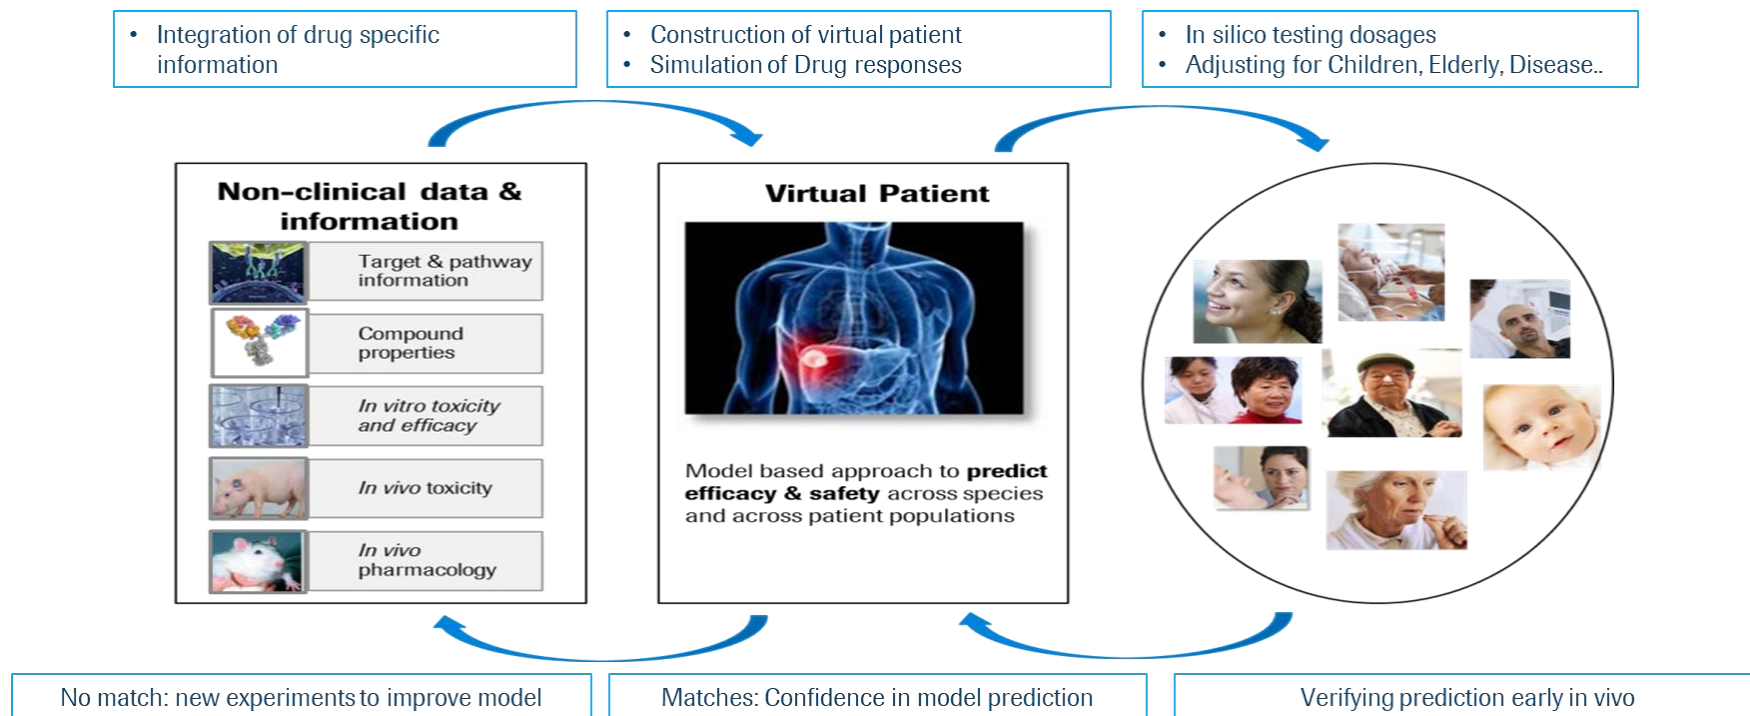 • Integration of drug specific
information
• Construction of virtual patient
• Simulation of Drug responses
• In silico testing dosages
• Adjusting for Children, Elderly, Disease..
Non-clinical data &
information
Target & pathway
information
Compound
properties
In vitro toxicity
and efficacy
In vivo toxicity
In vivo
pharmacology
Virtual Patient
Model based approach to predict
efficacy & safety across species
and across patient populations
No match: new experiments to improve model
Matches: Confidence in model prediction
Verifying prediction early in vivo